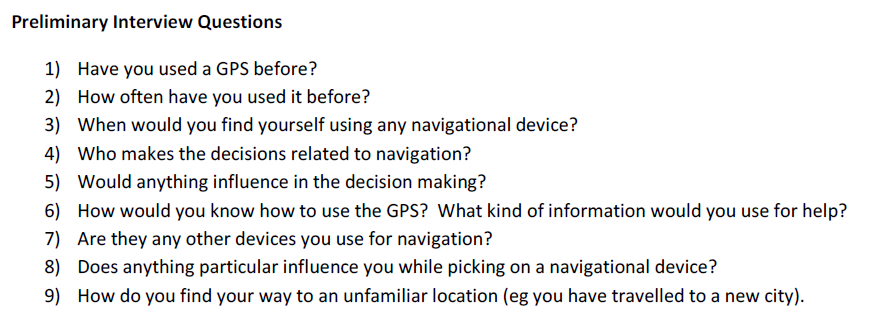 Preliminary Interview Questions
1) Have you used a GPS before?
2) How often have you used it before?
3) When would you find yourself using any navigational device?
4) Who makes the decisions related to navigation?
5) Would anything influence in the decision making?
6) How would you know how to use the GPS? What kind of information would you use for help?
7) Are they any other devices you use for navigation?
8) Does anything particular influence you while picking on a navigational device?
9) How do you find your way to an unfamiliar location (eg you have travelled to a new city).